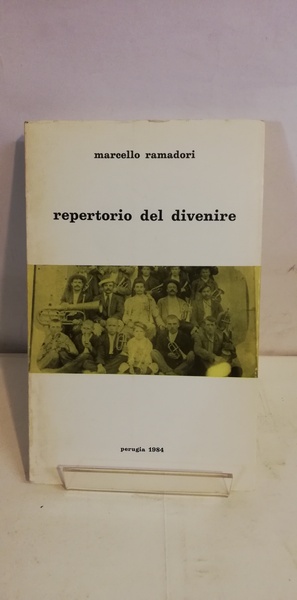 marcello ramadori
repertorio del divenire
perugia 1984